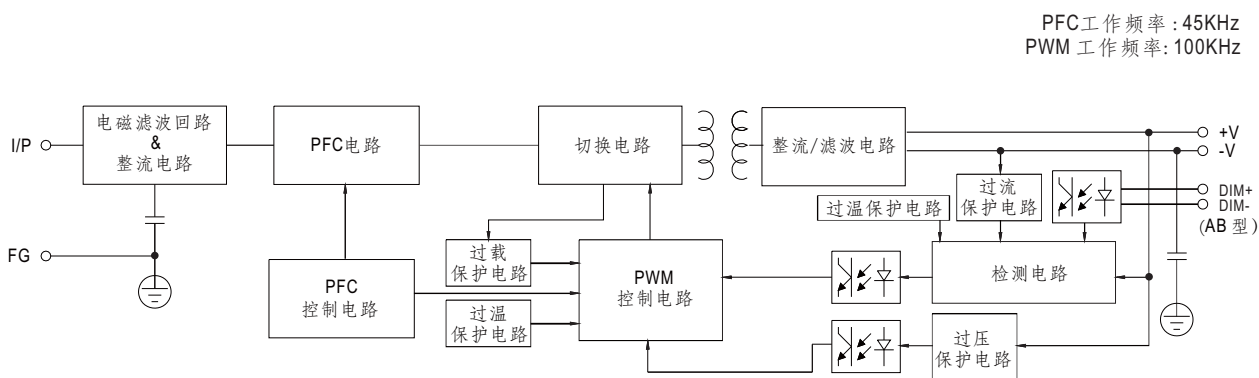 PFC工作频率:45KHz
PWM 工作频率:100KHz
I/P
电磁滤波回路
&
整流电路
PFC电路
切换电路
整流/滤波电路
+V
-V
DIM+
DIM-
(AB 型)
过温保护电路
过流
保护电路
FG
PFC
控制电路
过载
保护电路
过温
保护电路
PWM
控制电路
检测电路
过压
保护电路